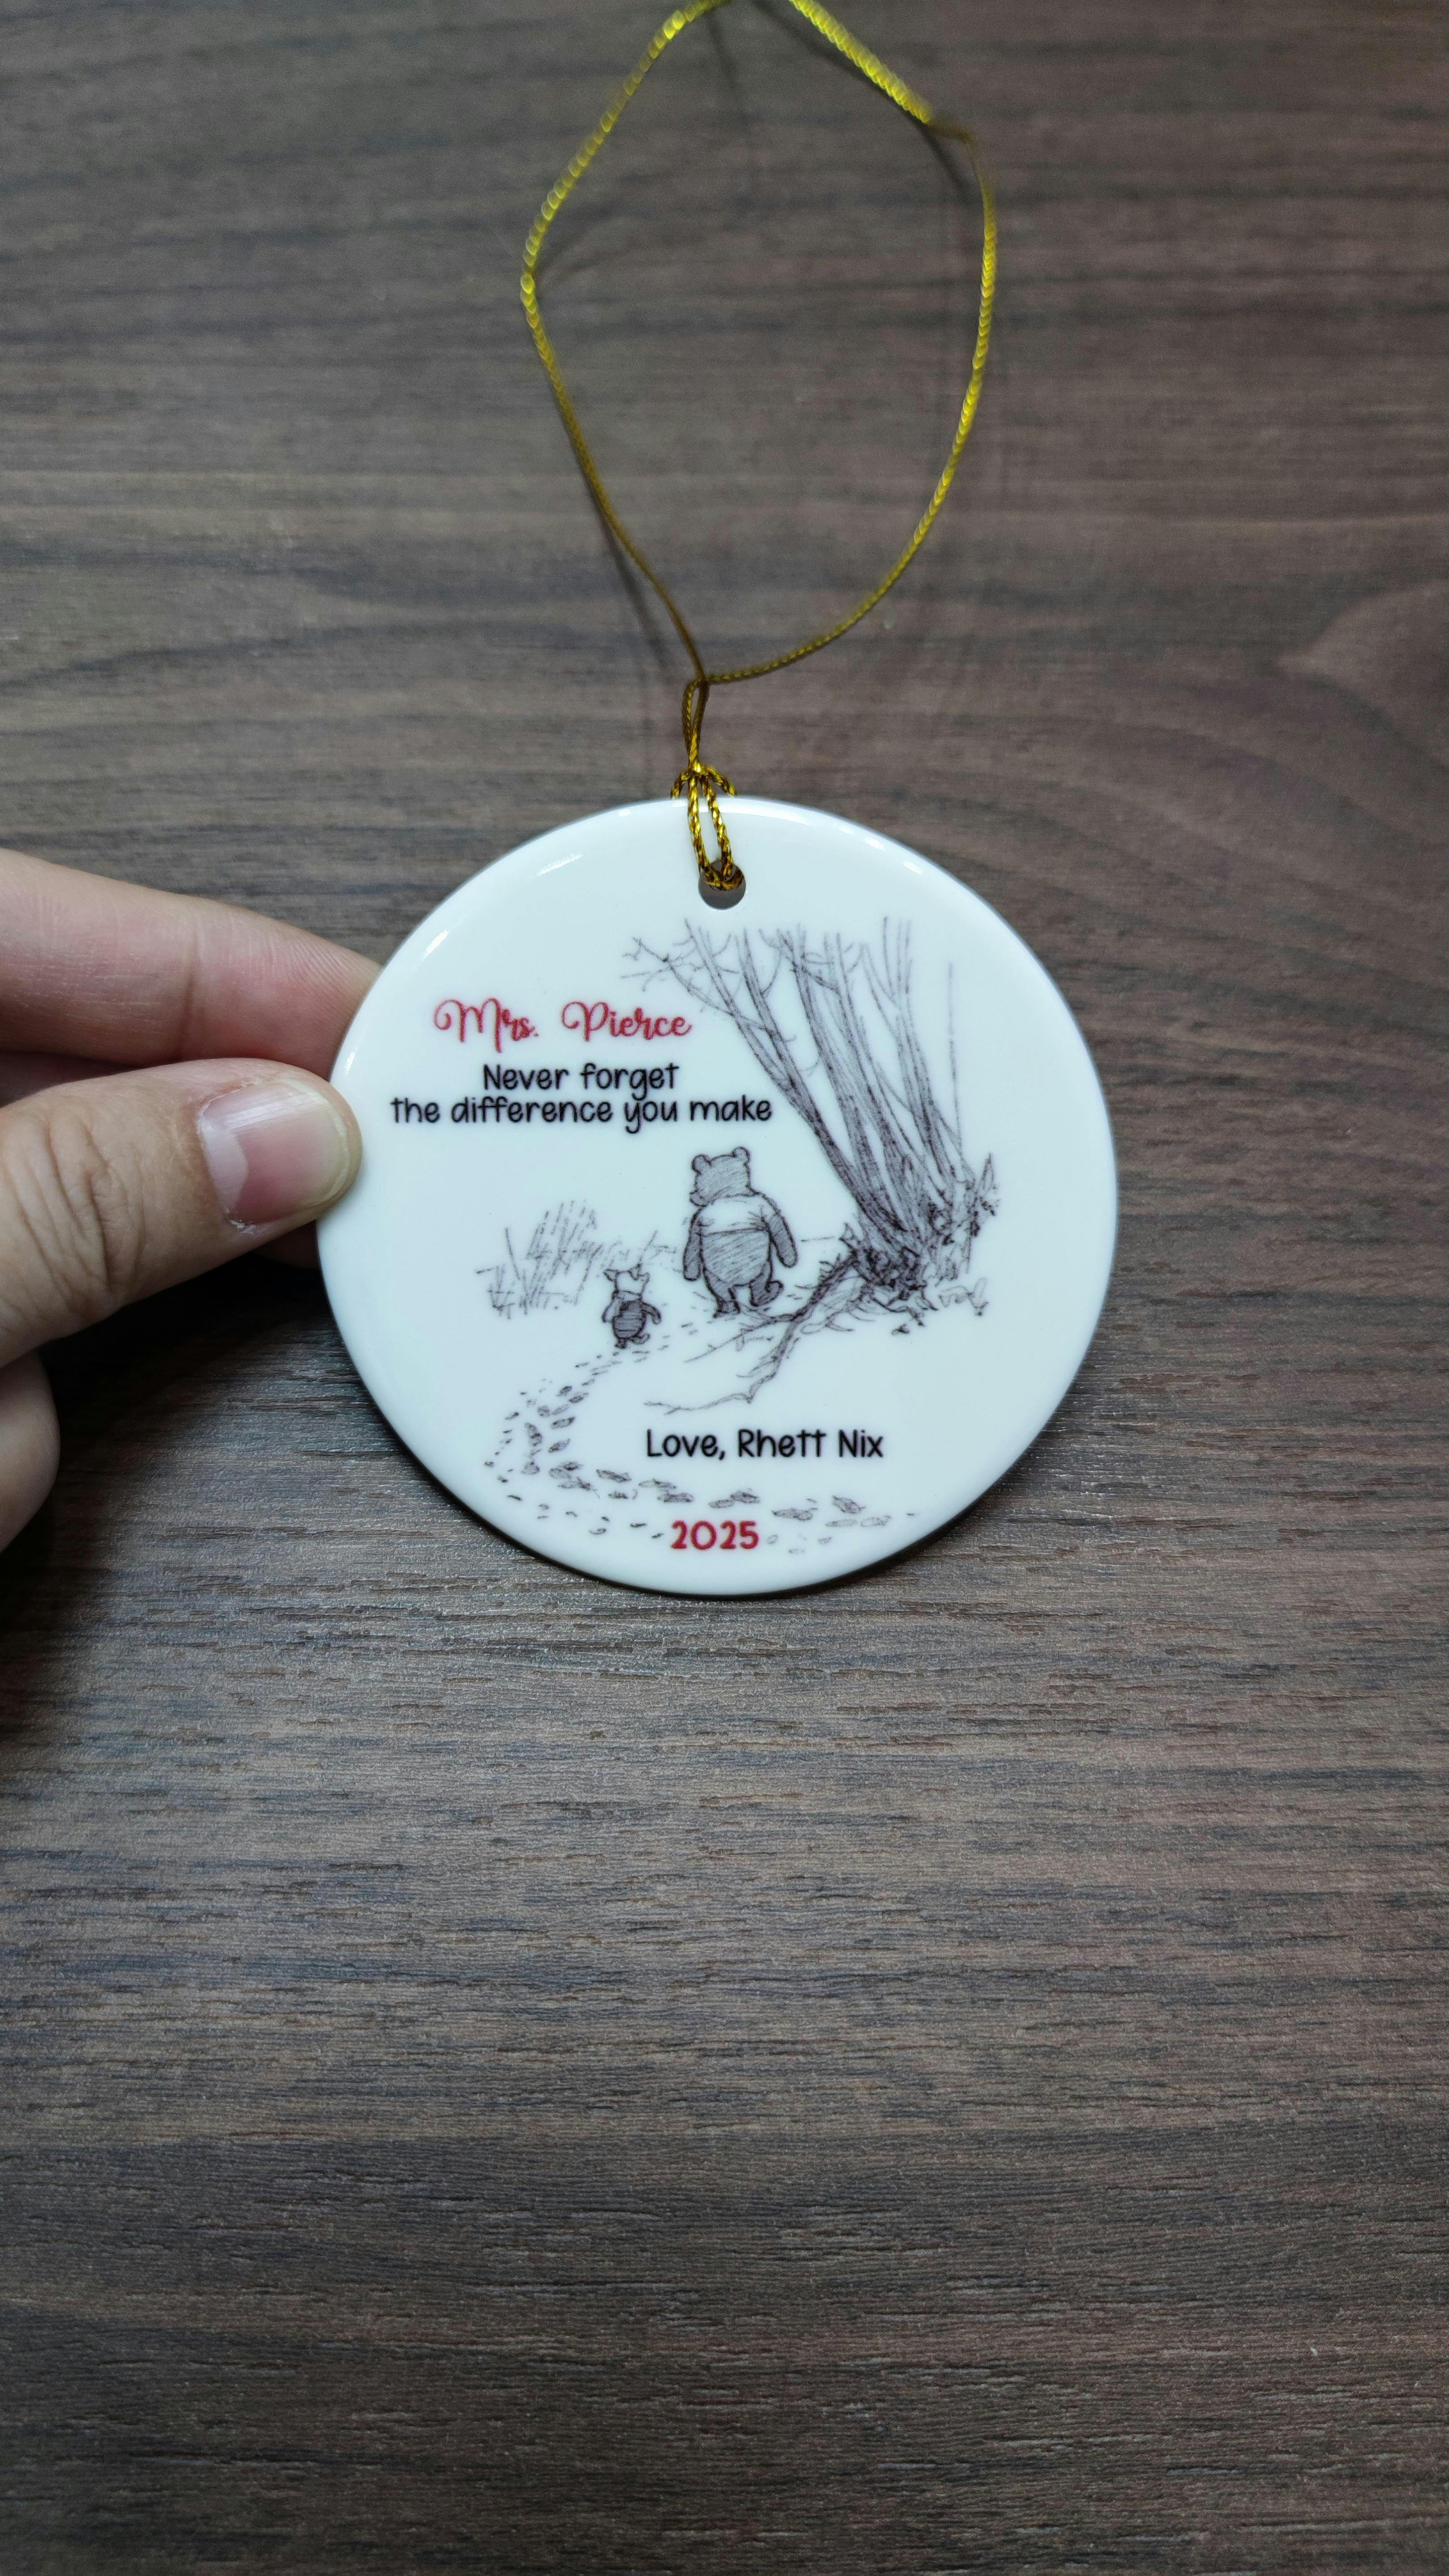 Mrs. Pierce
Never forget
the difference you make
Love, Rhett Nix
2025